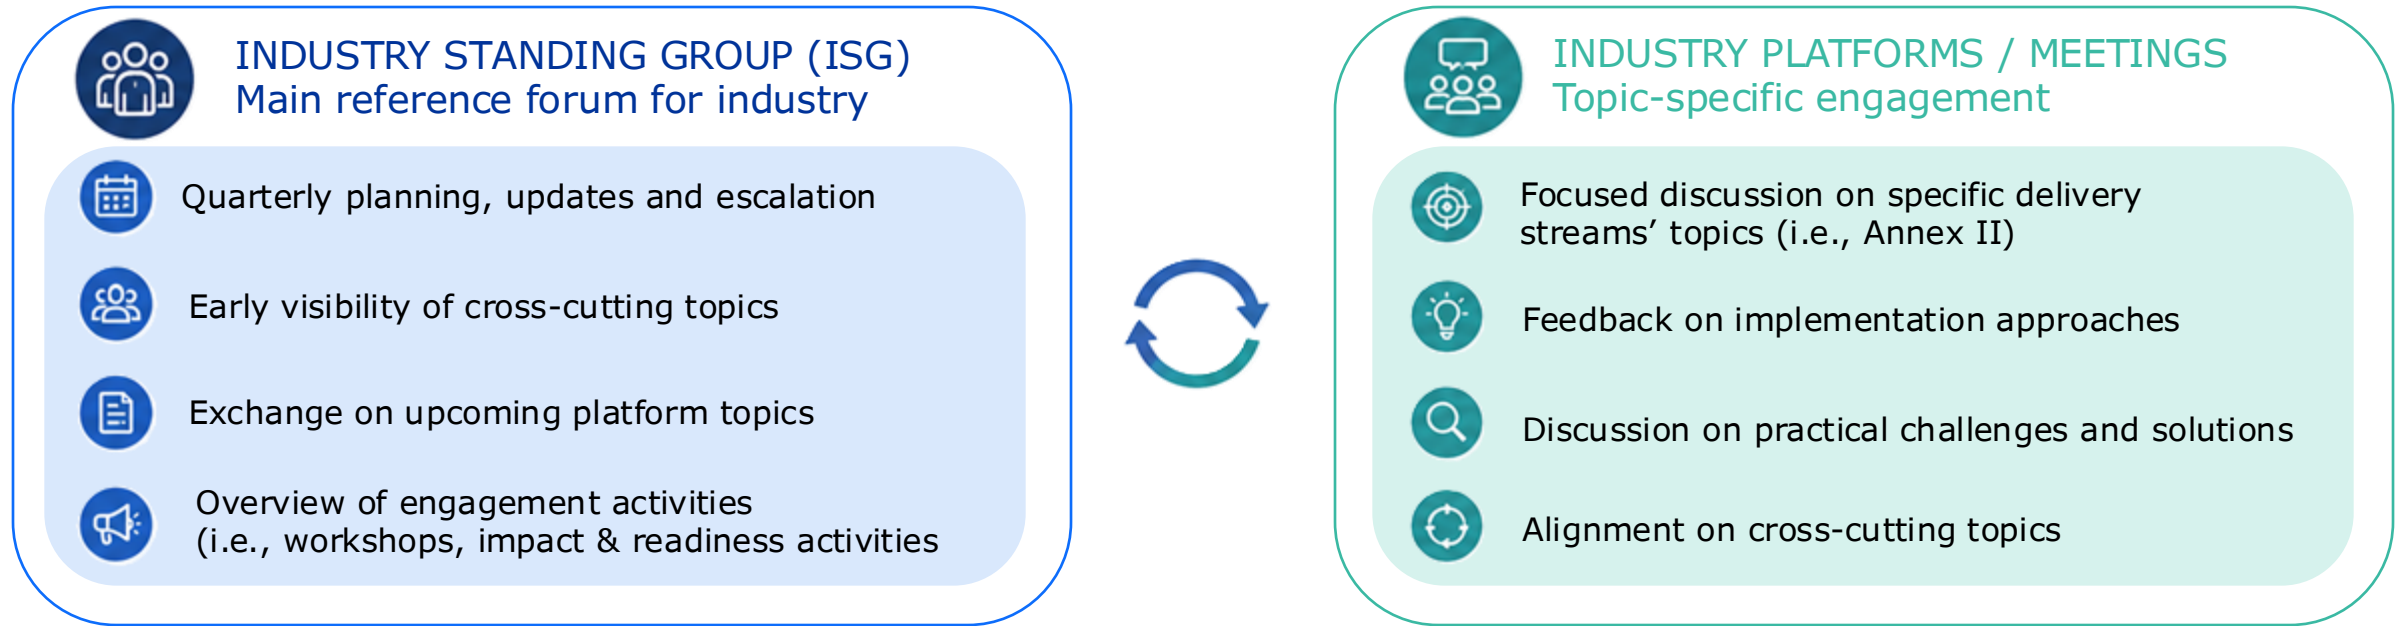 INDUSTRY STANDING GROUP (ISG)
Main reference forum for industry
Quarterly planning, updates and escalation
Early visibility of cross-cutting topics
Exchange on upcoming platform topics
Overview of engagement activities
(i.e., workshops, impact & readiness activities
INDUSTRY PLATFORMS / MEETINGS
Topic-specific engagement
Focused discussion on specific delivery
streams’ topics (i.e., Annex II)
Feedback on implementation approaches
Discussion on practical challenges and solutions
Alignment on cross-cutting topics